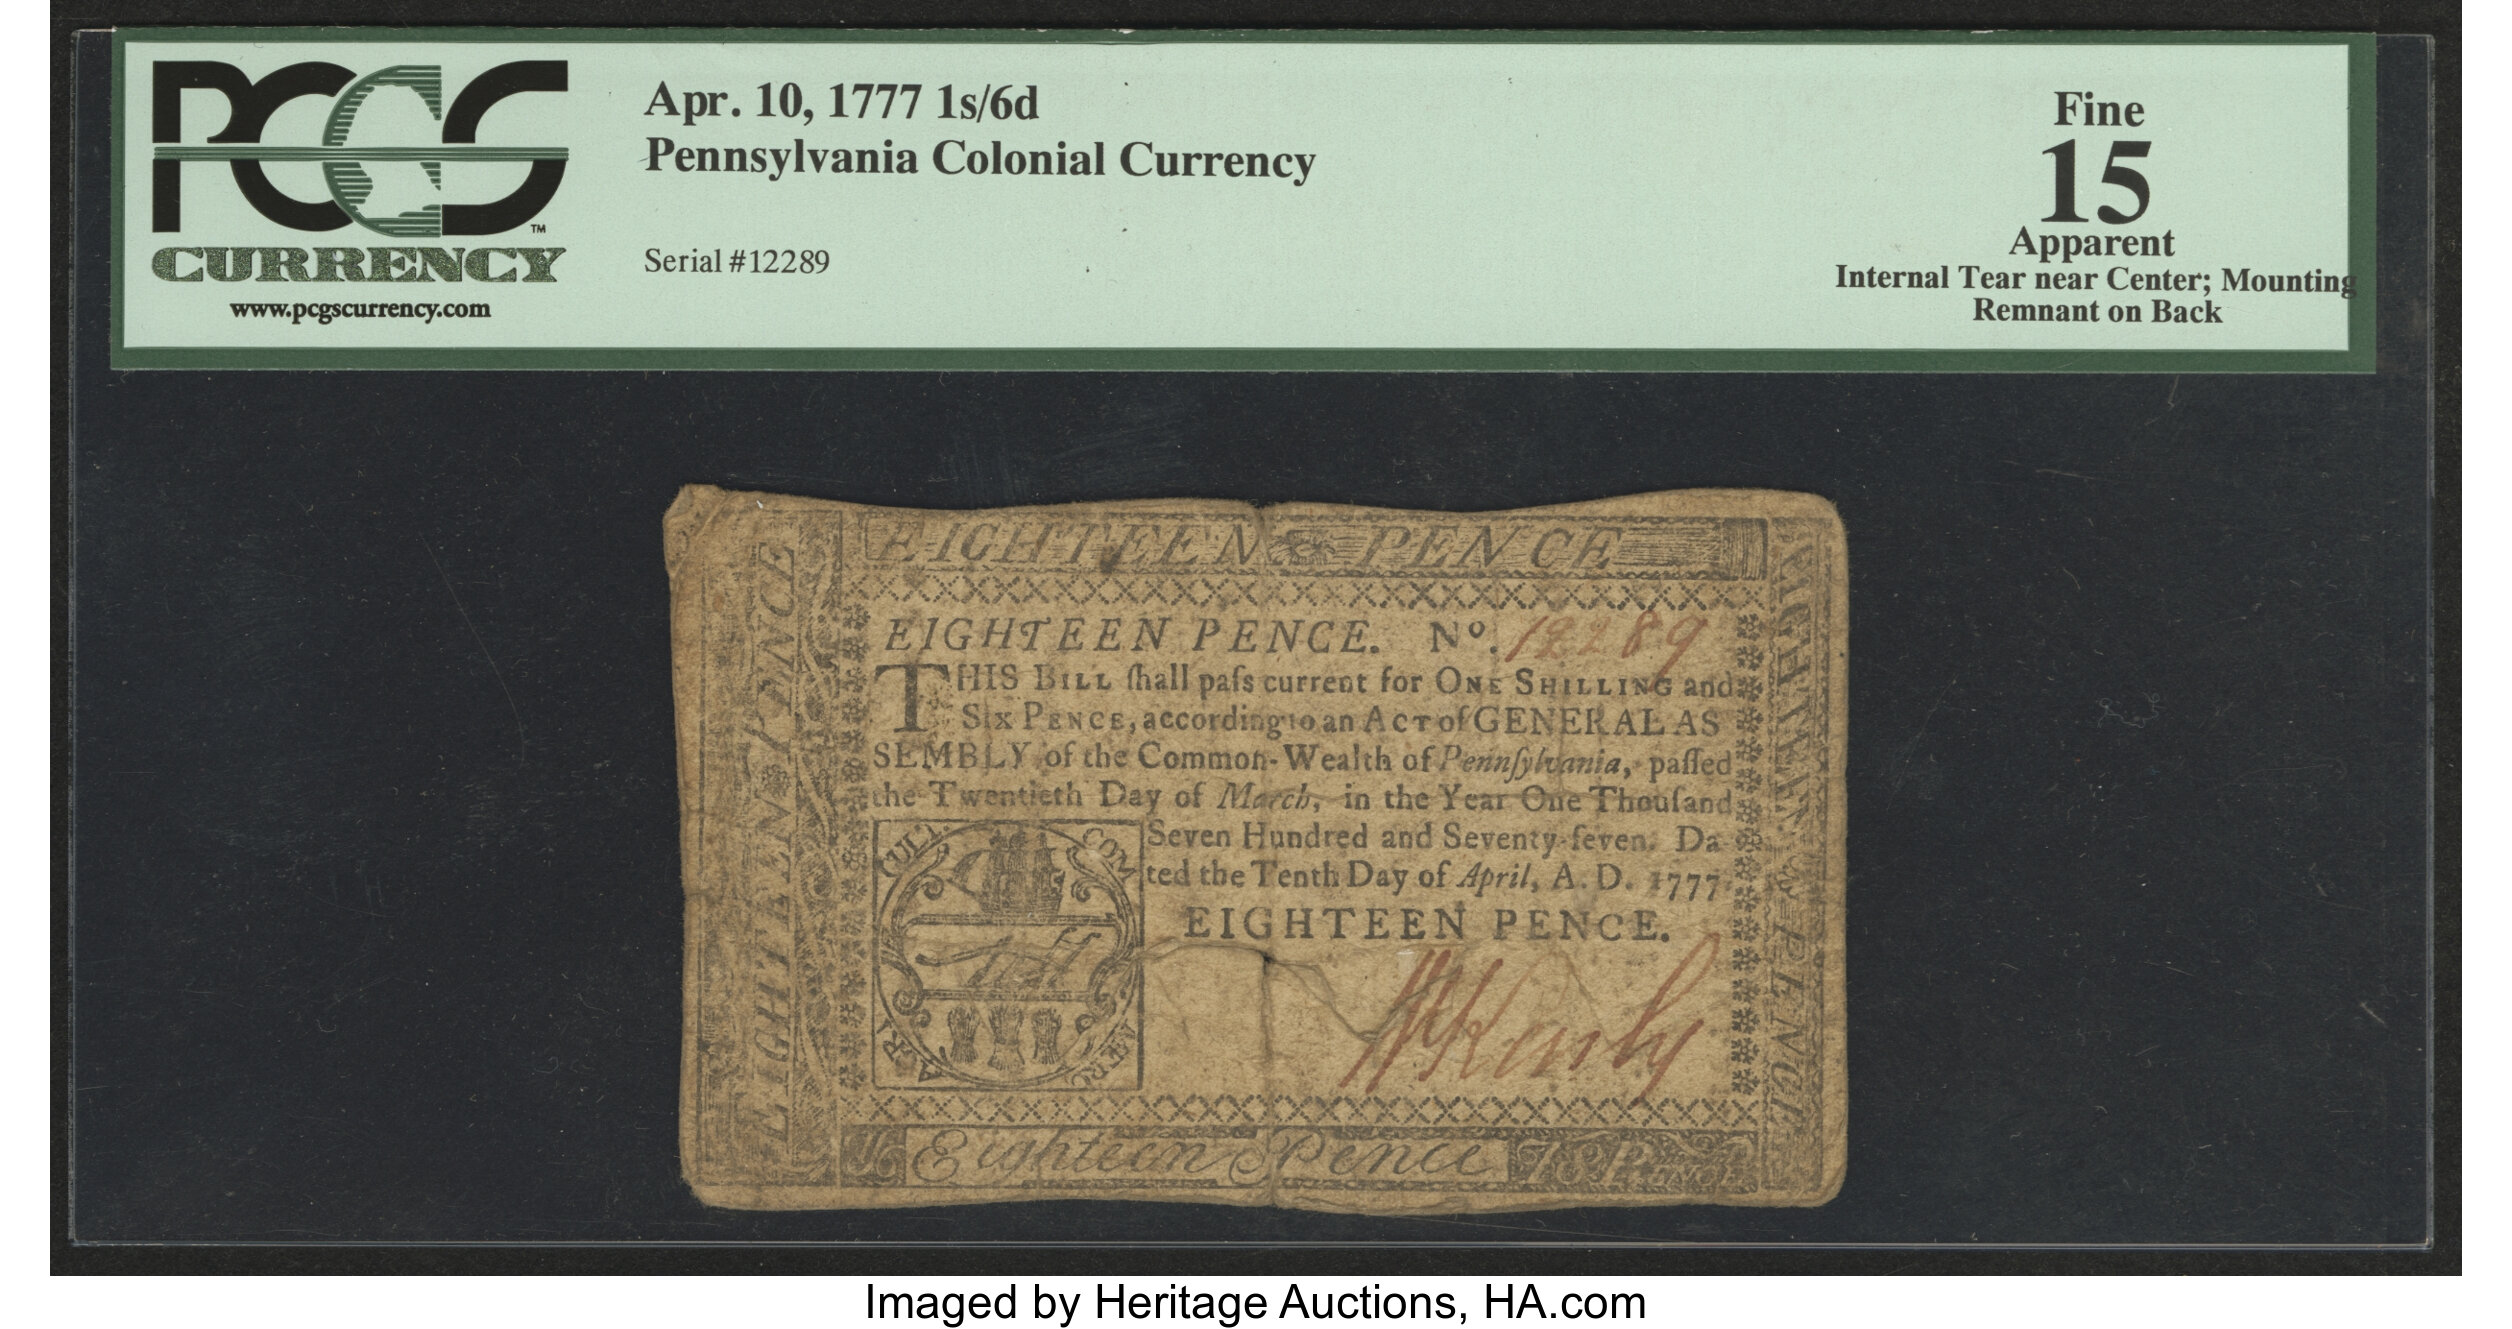 PCGS
CURRENCY
www.pcgscurrency.com
Apr. 10, 1777 1s/6d
Pennsylvania Colonial Currency
Serial #12289
Fine
15
Apparent
Internal Tear near Center; Mounting
Remnant on Back
EIGHTEEN PENCE
EIGHTEEN PENCE
EIGHTEEN PENCE
EIGHTEEN PENCE. No. 12289
THIS BILL ſhall paſs current for ONE SHILLING and
SIX PENCE, according to an ACT of GENERAL AS
SEMBLY of the Common-Wealth of Pennſylvania, paſſed
the Twentieth Day of March, in the Year One Thouſand
Seven Hundred and Seventy-ſeven. Da
ted the Tenth Day of April, A. D. 1777.
EIGHTEEN PENCE.
Eighteen Pence 18 PENCE
Imaged by Heritage Auctions, HA.com